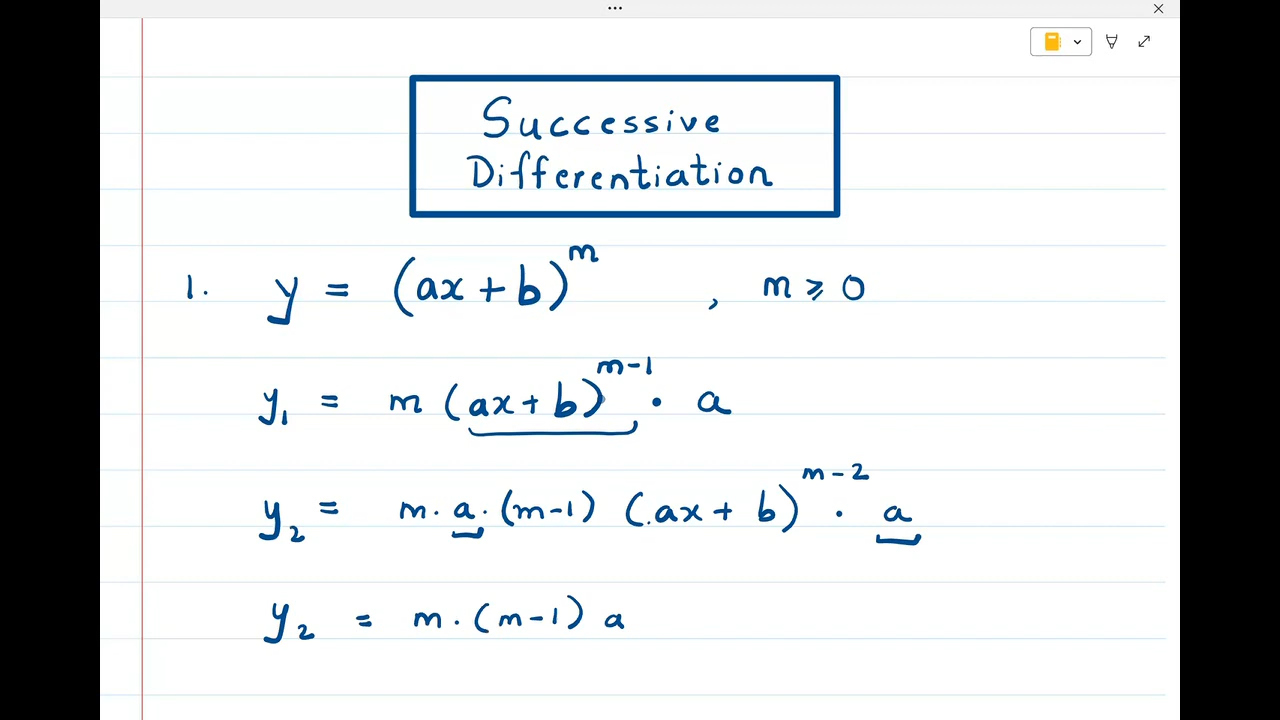 Successive
Differentiation
1. y = (ax + b)^m , m ⩾ 0
y₁ = m (ax + b)^(m-1) · a
y₂ = m · a · (m-1) (ax + b)^(m-2) · a
y₂ = m · (m-1) a